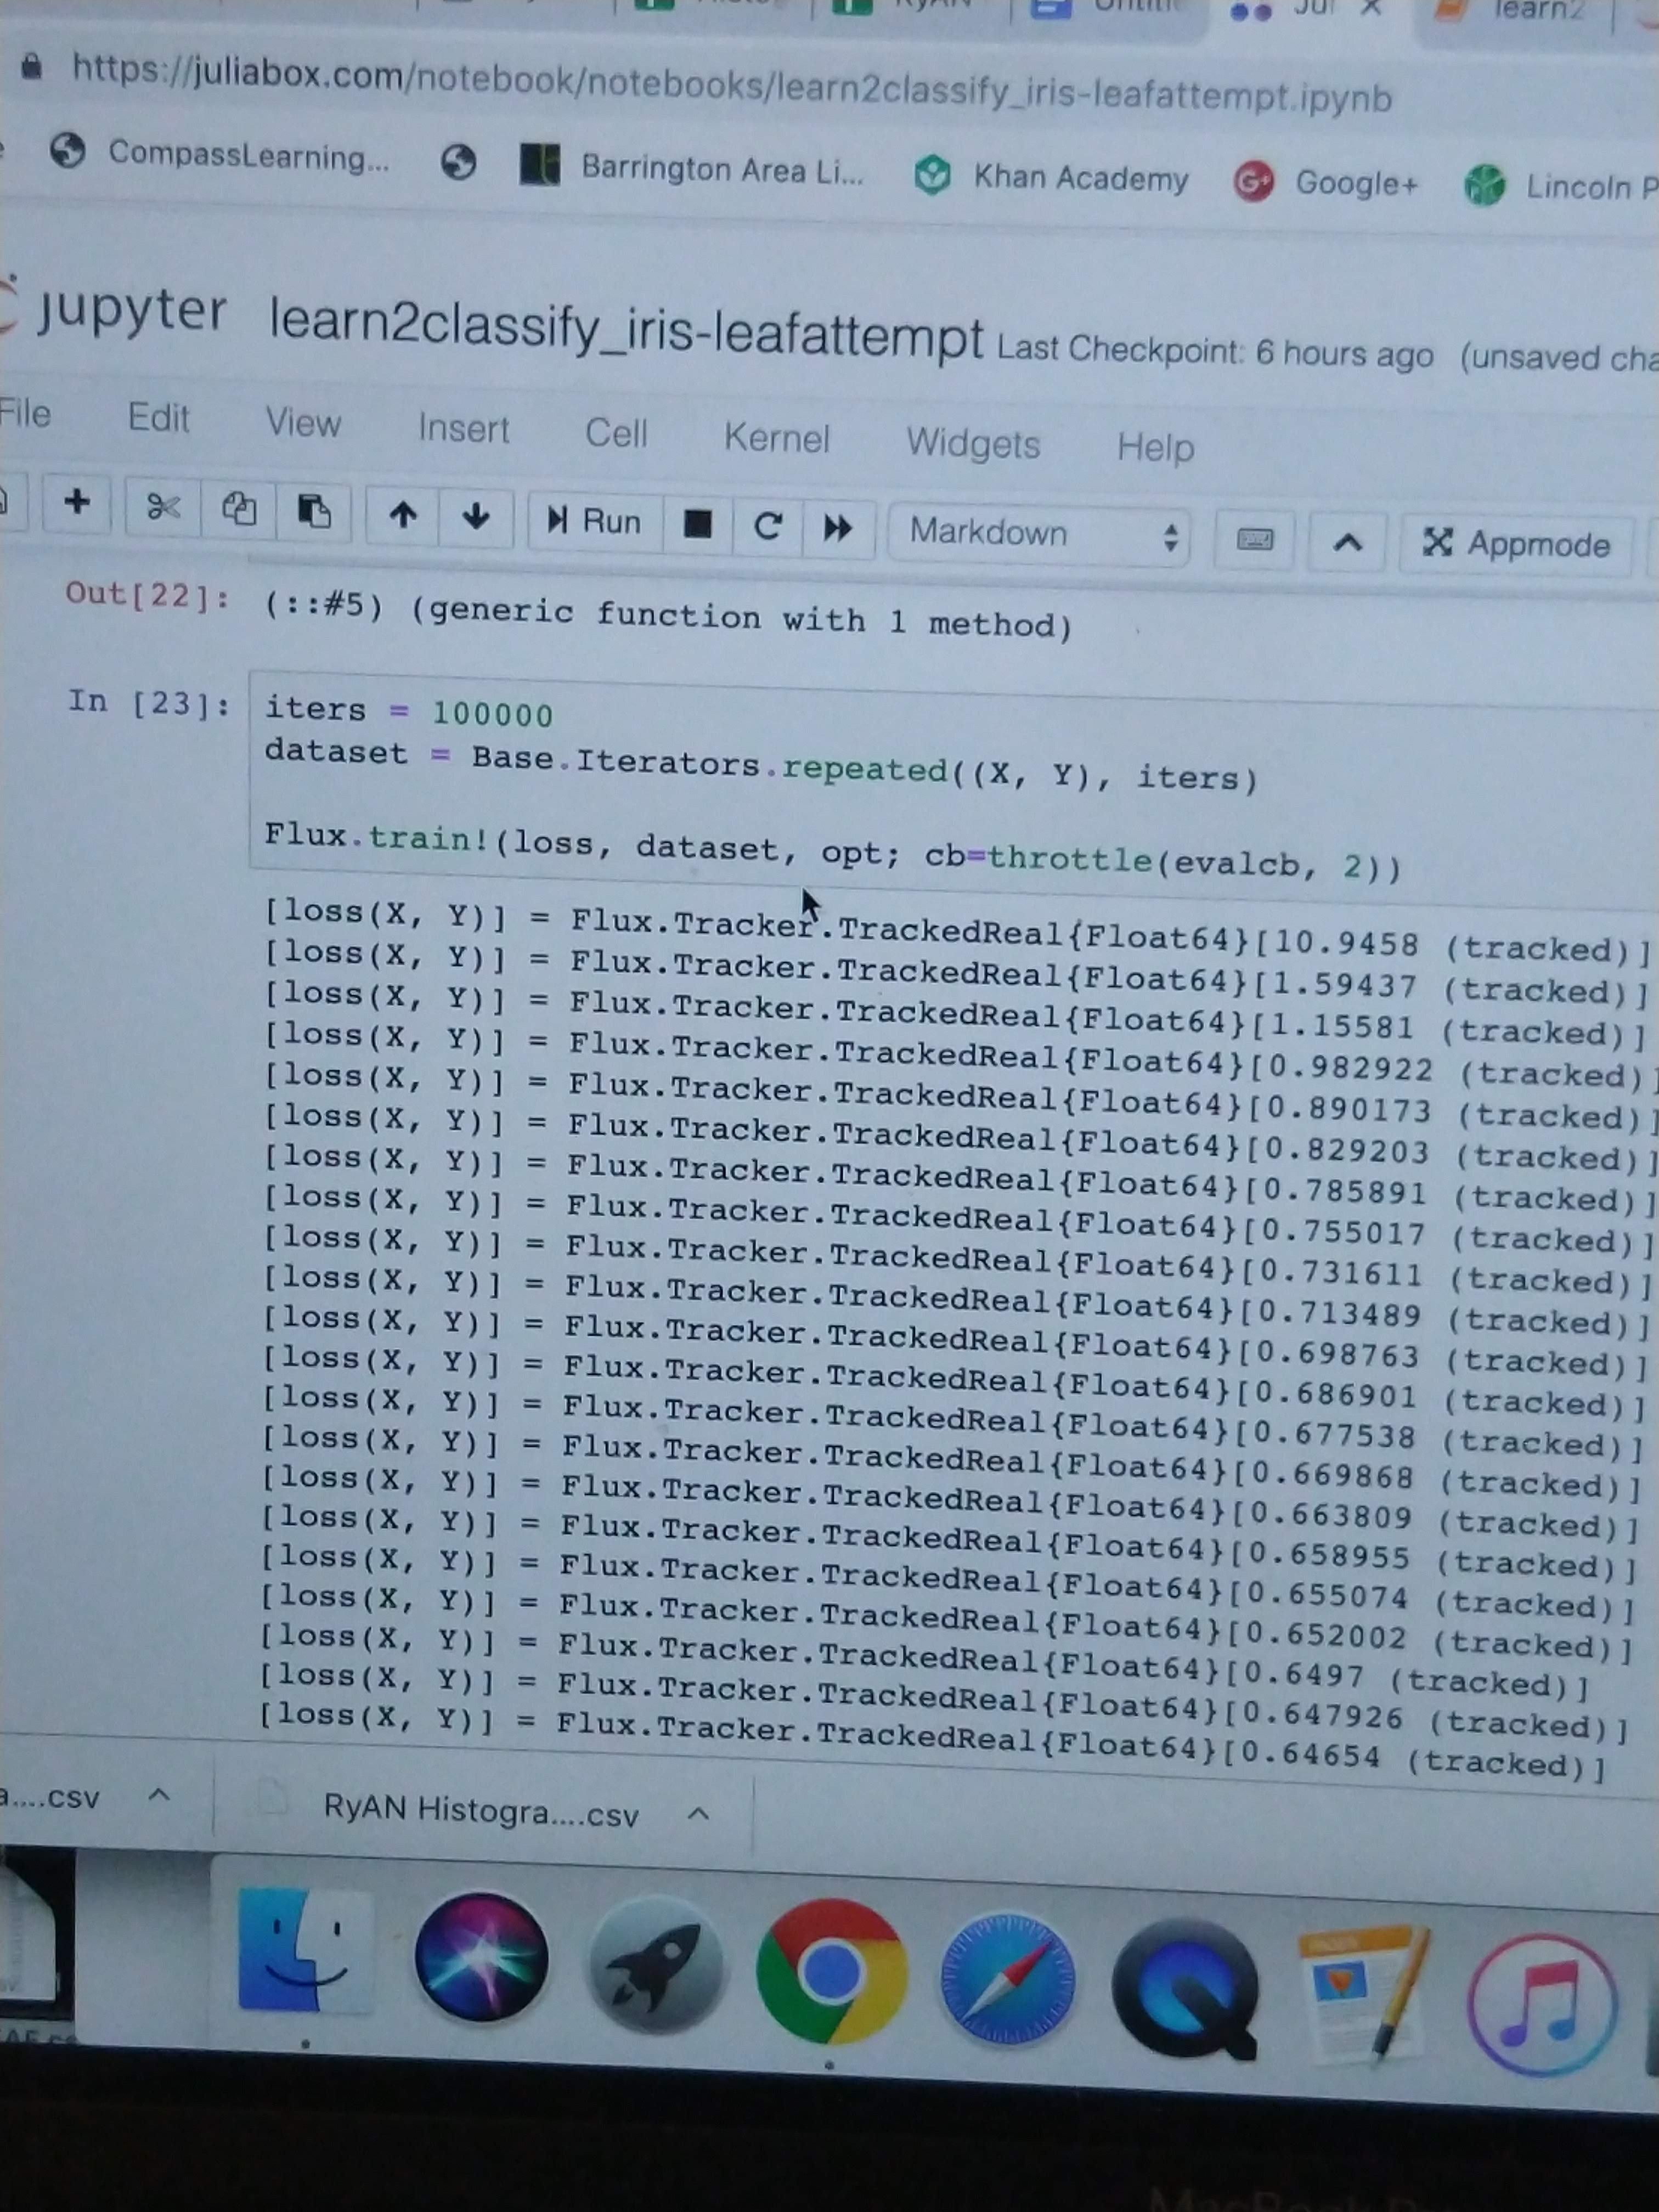 learn2
https://juliabox.com/notebook/notebooks/learn2classify_iris-leafattempt.ipynb
CompassLearning... Barrington Area Li... Khan Academy G+ Google+ Lincoln P
jupyter learn2classify_iris-leafattempt Last Checkpoint: 6 hours ago (unsaved cha
File Edit View Insert Cell Kernel Widgets Help
Run Markdown Appmode
Out[22]: (::#5) (generic function with 1 method)
In [23]: iters = 100000
dataset = Base.Iterators.repeated((X, Y), iters)
Flux.train!(loss, dataset, opt; cb=throttle(evalcb, 2))
[loss(X, Y)] = Flux.Tracker.TrackedReal{Float64}[10.9458 (tracked)]
[loss(X, Y)] = Flux.Tracker.TrackedReal{Float64}[1.59437 (tracked)]
[loss(X, Y)] = Flux.Tracker.TrackedReal{Float64}[1.15581 (tracked)]
[loss(X, Y)] = Flux.Tracker.TrackedReal{Float64}[0.982922 (tracked)]
[loss(X, Y)] = Flux.Tracker.TrackedReal{Float64}[0.890173 (tracked)]
[loss(X, Y)] = Flux.Tracker.TrackedReal{Float64}[0.829203 (tracked)]
[loss(X, Y)] = Flux.Tracker.TrackedReal{Float64}[0.785891 (tracked)]
[loss(X, Y)] = Flux.Tracker.TrackedReal{Float64}[0.755017 (tracked)]
[loss(X, Y)] = Flux.Tracker.TrackedReal{Float64}[0.731611 (tracked)]
[loss(X, Y)] = Flux.Tracker.TrackedReal{Float64}[0.713489 (tracked)]
[loss(X, Y)] = Flux.Tracker.TrackedReal{Float64}[0.698763 (tracked)]
[loss(X, Y)] = Flux.Tracker.TrackedReal{Float64}[0.686901 (tracked)]
[loss(X, Y)] = Flux.Tracker.TrackedReal{Float64}[0.677538 (tracked)]
[loss(X, Y)] = Flux.Tracker.TrackedReal{Float64}[0.669868 (tracked)]
[loss(X, Y)] = Flux.Tracker.TrackedReal{Float64}[0.663809 (tracked)]
[loss(X, Y)] = Flux.Tracker.TrackedReal{Float64}[0.658955 (tracked)]
[loss(X, Y)] = Flux.Tracker.TrackedReal{Float64}[0.655074 (tracked)]
[loss(X, Y)] = Flux.Tracker.TrackedReal{Float64}[0.652002 (tracked)]
[loss(X, Y)] = Flux.Tracker.TrackedReal{Float64}[0.6497 (tracked)]
[loss(X, Y)] = Flux.Tracker.TrackedReal{Float64}[0.647926 (tracked)]
[loss(X, Y)] = Flux.Tracker.TrackedReal{Float64}[0.64654 (tracked)]
a....csv RyAN Histogra....csv